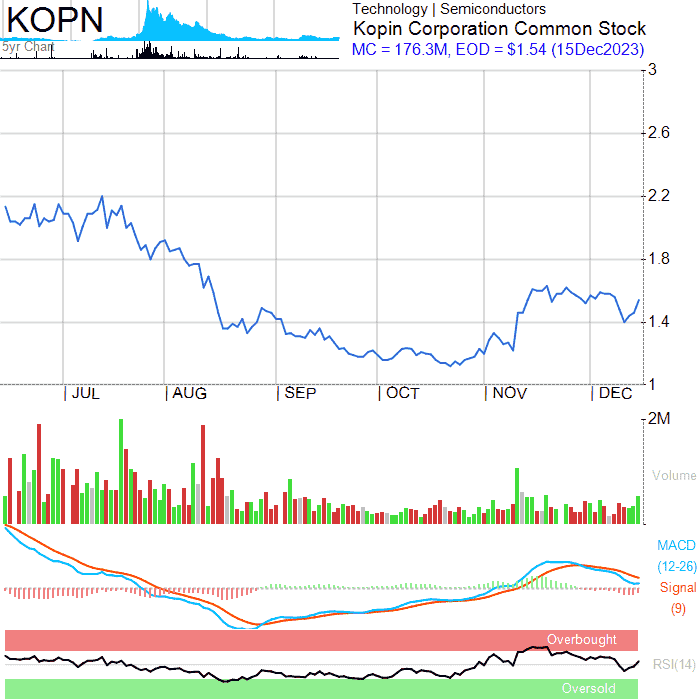 KOPN
5yr Chart
Technology | Semiconductors
Kopin Corporation Common Stock
MC = 176.3M, EOD = $1.54 (15Dec2023)
3
2.6
2.2
1.8
1.4
1
| JUL | AUG | SEP | OCT | NOV | DEC
2M
Volume
MACD
(12-26)
Signal
(9)
Overbought
RSI(14)
Oversold